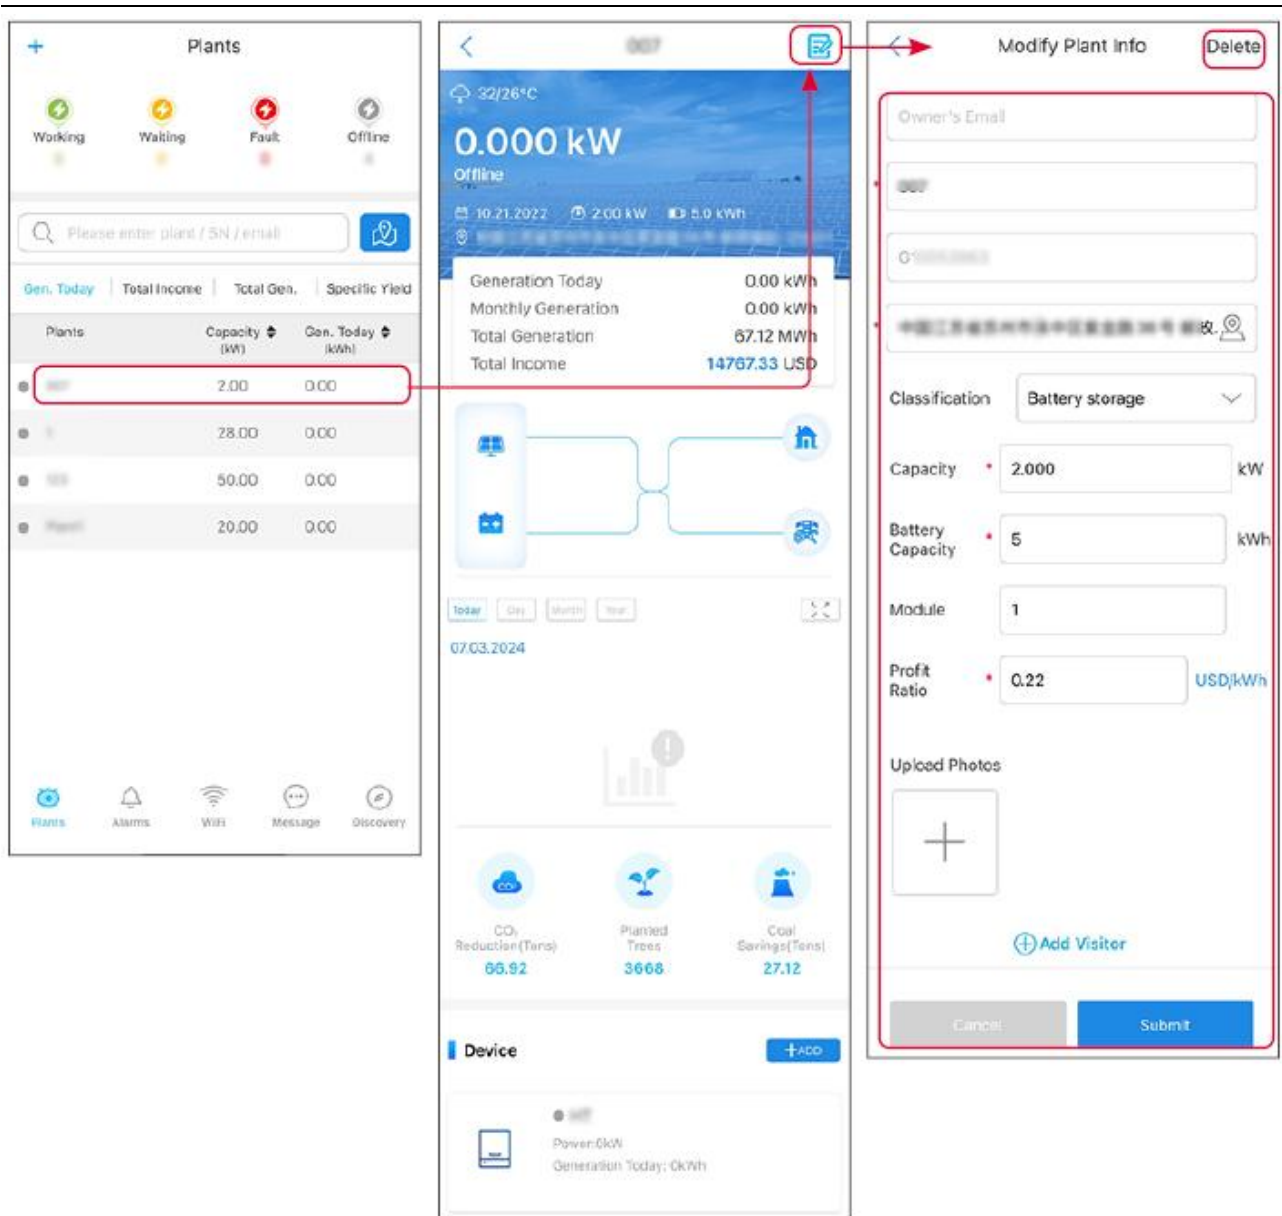 Plants
Working
Waiting
Fault
Offline
Please enter plant / SN / email
Gen. Today
Total Income
Total Gen.
Specific Yield
Plants
Capacity
(kW)
Gen. Today
(kWh)
2.00 0.00
28.00 0.00
50.00 0.00
20.00 0.00
Plants
Alarms
WiFi
Message
Discovery
007
32/26°C
0.000 kW
Offline
10.21.2022 2.00 kW 5.0 kWh
Generation Today 0.00 kWh
Monthly Generation 0.00 kWh
Total Generation 67.12 MWh
Total Income 14767.33 USD
Today
Day
Month
Year
07.03.2024
CO₂
Reduction(Tons)
66.92
Planted
Trees
3668
Coal
Savings(Tons)
27.12
Device
+ADD
Power:0kW
Generation Today: 0kWh
Modify Plant Info
Delete
Owner's Email
007
Classification Battery storage
Capacity * 2.000 kW
Battery
Capacity * 5 kWh
Module 1
Profit
Ratio * 0.22 USD/kWh
Upload Photos
Add Visitor
Cancel
Submit